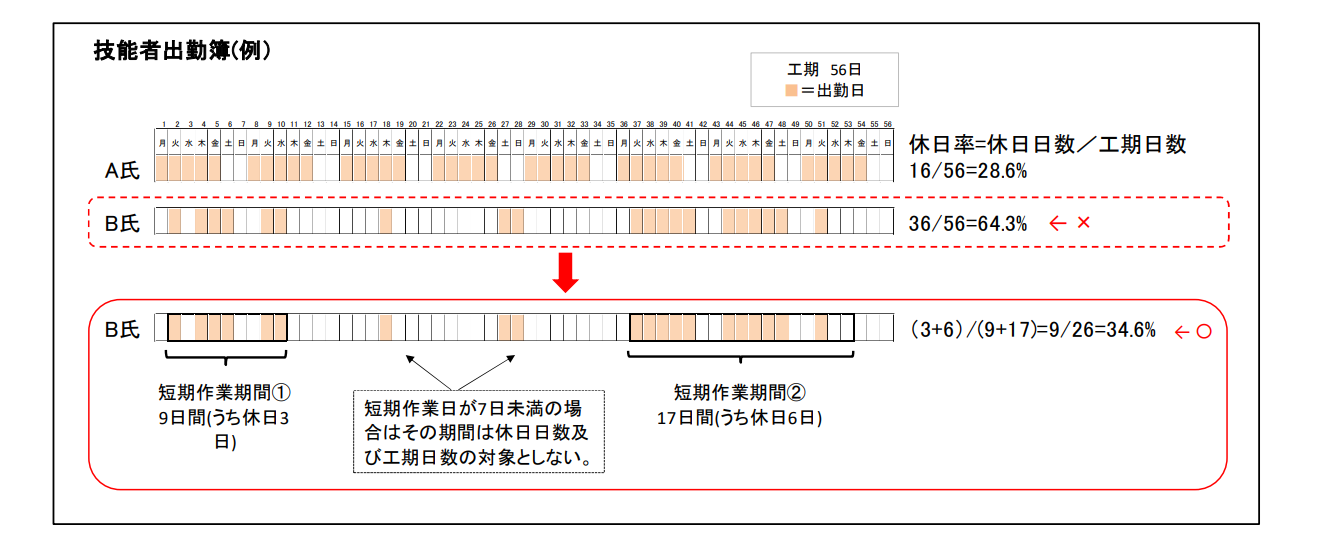 技能者出勤簿(例)
工期 56日
＝出勤日
1 2 3 4 5 6 7 8 9 10 11 12 13 14 15 16 17 18 19 20 21 22 23 24 25 26 27 28 29 30 31 32 33 34 35 36 37 38 39 40 41 42 43 44 45 46 47 48 49 50 51 52 53 54 55 56
月 火 水 木 金 土 日 月 火 水 木 金 土 日 月 火 水 木 金 土 日 月 火 水 木 金 土 日 月 火 水 木 金 土 日 月 火 水 木 金 土 日 月 火 水 木 金 土 日 月 火 水 木 金 土 日
休日率=休日日数／工期日数
A氏 16/56=28.6%
B氏 36/56=64.3% ←×
B氏 (3+6)/(9+17)=9/26=34.6% ←○
短期作業期間①
9日間(うち休日3
日)
短期作業日が7日未満の場
合はその期間は休日日数及
び工期日数の対象としない。
短期作業期間②
17日間(うち休日6日)